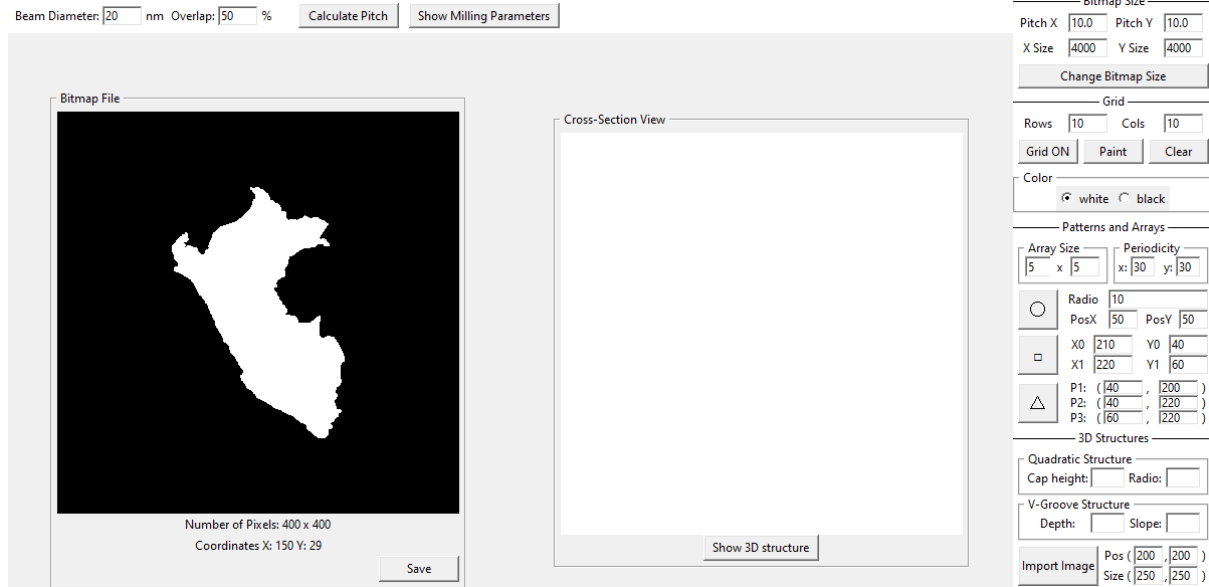 Beam Diameter: 20 nm Overlap: 50 % Calculate Pitch Show Milling Parameters
Bitmap File
Number of Pixels: 400 x 400
Coordinates X: 150 Y: 29
Save
Cross-Section View
Show 3D structure
Bitmap Size
Pitch X 10.0 Pitch Y 10.0
X Size 4000 Y Size 4000
Change Bitmap Size
Grid
Rows 10 Cols 10
Grid ON Paint Clear
Color
white black
Patterns and Arrays
Array Size Periodicity
5 x 5 x: 30 y: 30
Radio 10
PosX 50 PosY 50
X0 210 Y0 40
X1 220 Y1 60
P1: ( 40 , 200 )
P2: ( 40 , 220 )
P3: ( 60 , 220 )
3D Structures
Quadratic Structure
Cap height: Radio:
V-Groove Structure
Depth: Slope:
Import Image Pos ( 200 , 200 )
Size ( 250 , 250 )